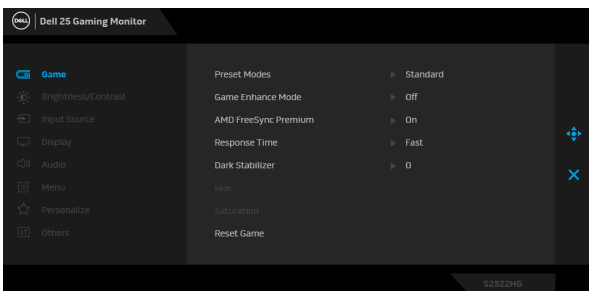 DELL Dell 25 Gaming Monitor
Game
Preset Modes Standard
Brightness/Contrast
Game Enhance Mode Off
Input Source
AMD FreeSync Premium On
Display
Response Time Fast
Audio
Dark Stabilizer 0
Menu
Hue
Personalize
Saturation
Others
Reset Game
S2522HG